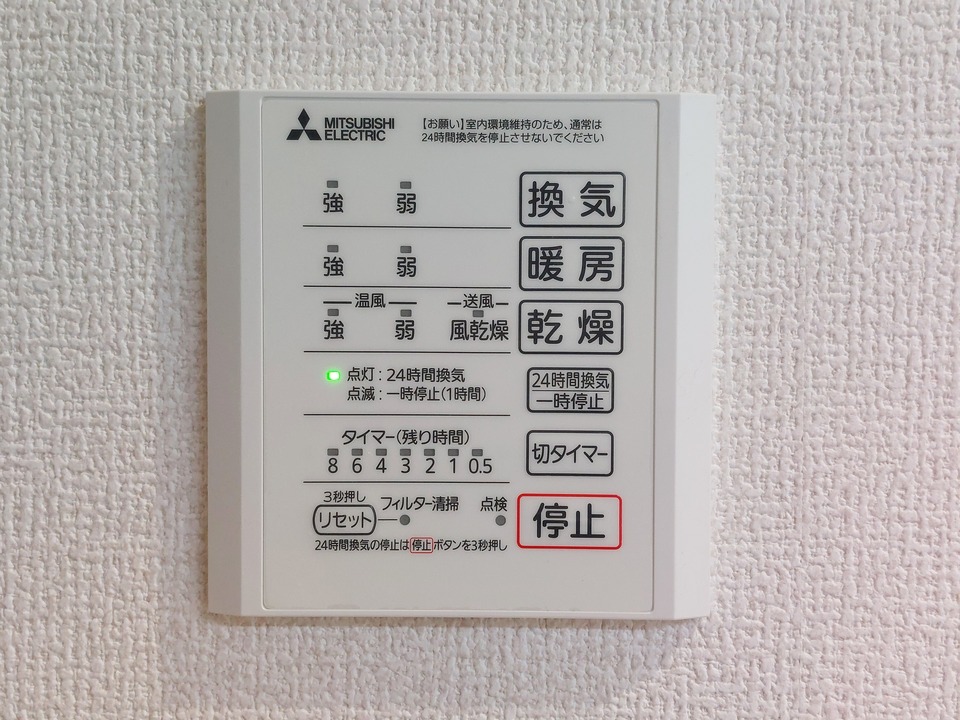 MITSUBISHI
ELECTRIC
【お願い】室内環境維持のため、通常は
24時間換気を停止させないでください
強 弱 換気
強 弱 暖房
温風 送風
強 弱 風乾燥 乾燥
点灯:24時間換気
点滅:一時停止(1時間)
24時間換気
一時停止
タイマー(残り時間)
8 6 4 3 2 1 0.5
切タイマー
3秒押し
リセット フィルター清掃 点検
停止
24時間換気の停止は停止ボタンを3秒押し